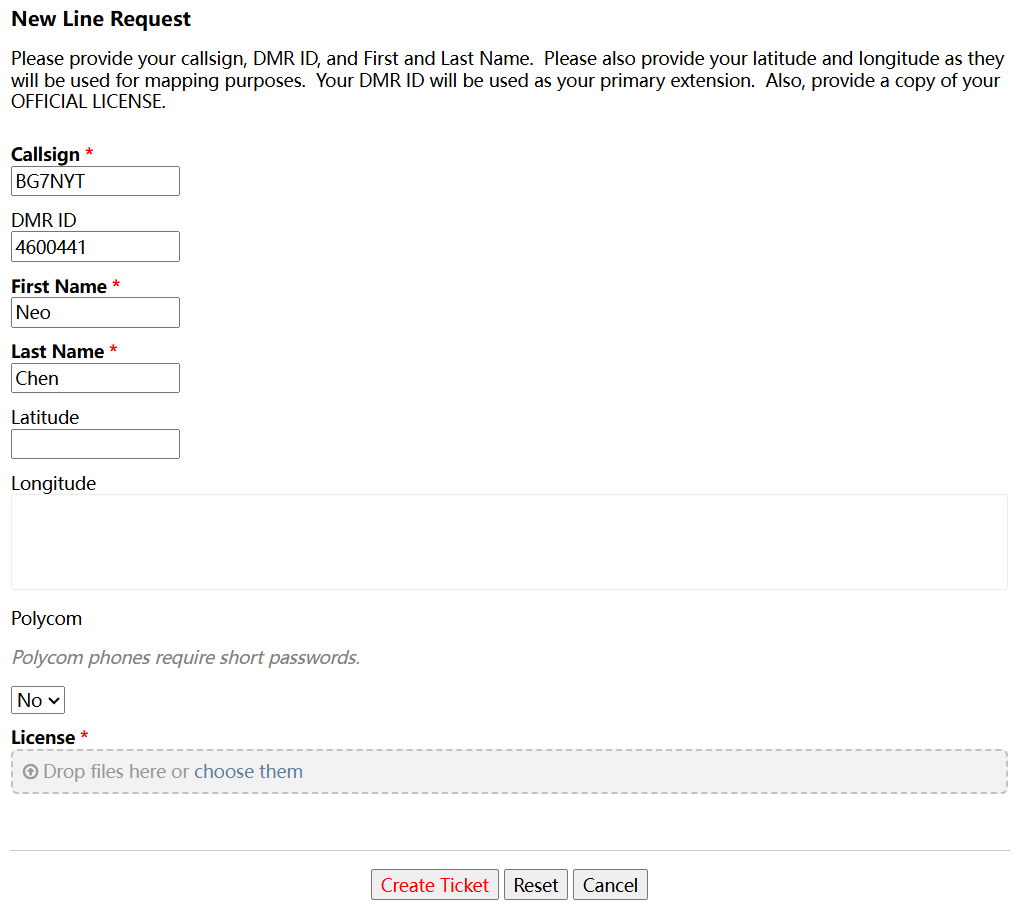 New Line Request
Please provide your callsign, DMR ID, and First and Last Name.  Please also provide your latitude and longitude as they
will be used for mapping purposes.  Your DMR ID will be used as your primary extension.  Also, provide a copy of your
OFFICIAL LICENSE.
Callsign *
BG7NYT
DMR ID
4600441
First Name *
Neo
Last Name *
Chen
Latitude
Longitude
Polycom
Polycom phones require short passwords.
No
License *
Drop files here or choose them
Create Ticket Reset Cancel